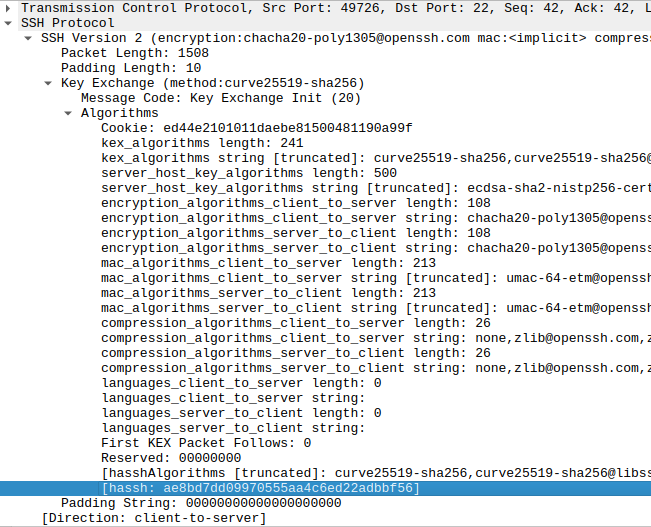 Transmission Control Protocol, Src Port: 49726, Dst Port: 22, Seq: 42, Ack: 42, L
SSH Protocol
SSH Version 2 (encryption:chacha20-poly1305@openssh.com mac:<implicit> compress
Packet Length: 1508
Padding Length: 10
Key Exchange (method:curve25519-sha256)
Message Code: Key Exchange Init (20)
Algorithms
Cookie: ed44e2101011daebe81500481190a99f
kex_algorithms length: 241
kex_algorithms string [truncated]: curve25519-sha256,curve25519-sha256@
server_host_key_algorithms length: 500
server_host_key_algorithms string [truncated]: ecdsa-sha2-nistp256-cert
encryption_algorithms_client_to_server length: 108
encryption_algorithms_client_to_server string: chacha20-poly1305@openss
encryption_algorithms_server_to_client length: 108
encryption_algorithms_server_to_client string: chacha20-poly1305@openss
mac_algorithms_client_to_server length: 213
mac_algorithms_client_to_server string [truncated]: umac-64-etm@openssh
mac_algorithms_server_to_client length: 213
mac_algorithms_server_to_client string [truncated]: umac-64-etm@openssh
compression_algorithms_client_to_server length: 26
compression_algorithms_client_to_server string: none,zlib@openssh.com,z
compression_algorithms_server_to_client length: 26
compression_algorithms_server_to_client string: none,zlib@openssh.com,z
languages_client_to_server length: 0
languages_client_to_server string:
languages_server_to_client length: 0
languages_server_to_client string:
First KEX Packet Follows: 0
Reserved: 00000000
[hasshAlgorithms [truncated]: curve25519-sha256,curve25519-sha256@libss
[hassh: ae8bd7dd09970555aa4c6ed22adbbf56]
Padding String: 00000000000000000000
[Direction: client-to-server]